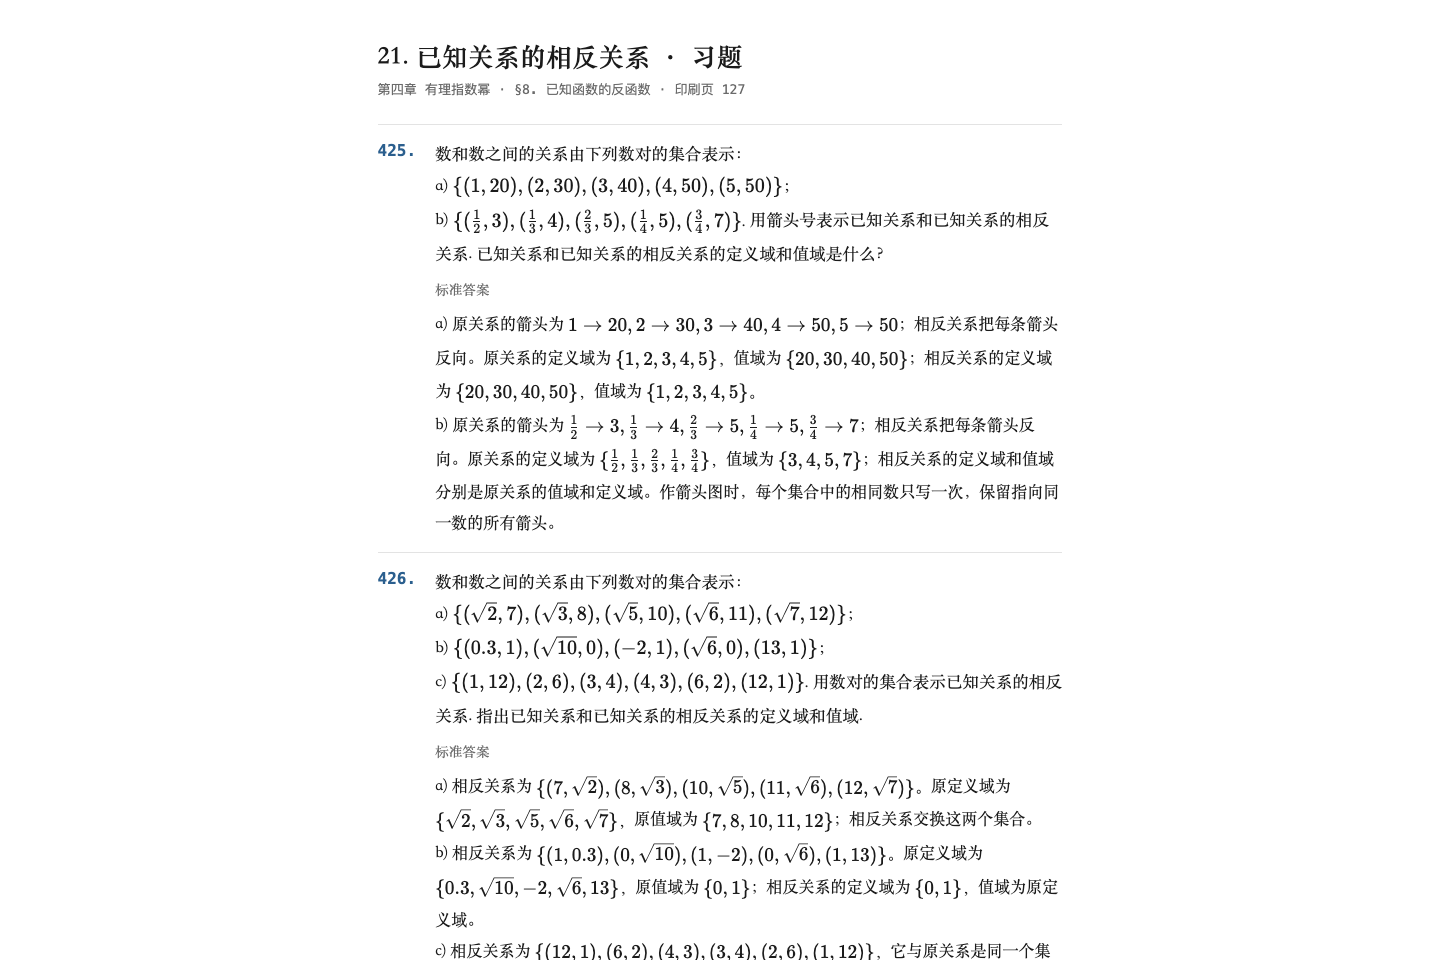 21. 已知关系的相反关系 · 习题
第四章 有理指数幂 · §8. 已知函数的反函数 · 印刷页 127
425.
数和数之间的关系由下列数对的集合表示：
a) {(1, 20), (2, 30), (3, 40), (4, 50), (5, 50)}；
b) {(1/2, 3), (1/3, 4), (2/3, 5), (1/4, 5), (3/4, 7)}. 用箭头号表示已知关系和已知关系的相反
关系. 已知关系和已知关系的相反关系的定义域和值域是什么？
标准答案
a) 原关系的箭头为 1 → 20, 2 → 30, 3 → 40, 4 → 50, 5 → 50；相反关系把每条箭头
反向。原关系的定义域为 {1, 2, 3, 4, 5}，值域为 {20, 30, 40, 50}；相反关系的定义域
为 {20, 30, 40, 50}，值域为 {1, 2, 3, 4, 5}。
b) 原关系的箭头为 1/2 → 3, 1/3 → 4, 2/3 → 5, 1/4 → 5, 3/4 → 7；相反关系把每条箭头反
向。原关系的定义域为 {1/2, 1/3, 2/3, 1/4, 3/4}，值域为 {3, 4, 5, 7}；相反关系的定义域和值域
分别是原关系的值域和定义域。作箭头图时，每个集合中的相同数只写一次，保留指向同
一数的所有箭头。
426.
数和数之间的关系由下列数对的集合表示：
a) {(√2, 7), (√3, 8), (√5, 10), (√6, 11), (√7, 12)}；
b) {(0.3, 1), (√10, 0), (−2, 1), (√6, 0), (13, 1)}；
c) {(1, 12), (2, 6), (3, 4), (4, 3), (6, 2), (12, 1)}. 用数对的集合表示已知关系的相反
关系. 指出已知关系和已知关系的相反关系的定义域和值域.
标准答案
a) 相反关系为 {(7, √2), (8, √3), (10, √5), (11, √6), (12, √7)}。原定义域为
{√2, √3, √5, √6, √7}，原值域为 {7, 8, 10, 11, 12}；相反关系交换这两个集合。
b) 相反关系为 {(1, 0.3), (0, √10), (1, −2), (0, √6), (1, 13)}。原定义域为
{0.3, √10, −2, √6, 13}，原值域为 {0, 1}；相反关系的定义域为 {0, 1}，值域为原定
义域。
c) 相反关系为 {(12, 1), (6, 2), (4, 3), (3, 4), (2, 6), (1, 12)}，它与原关系是同一个集